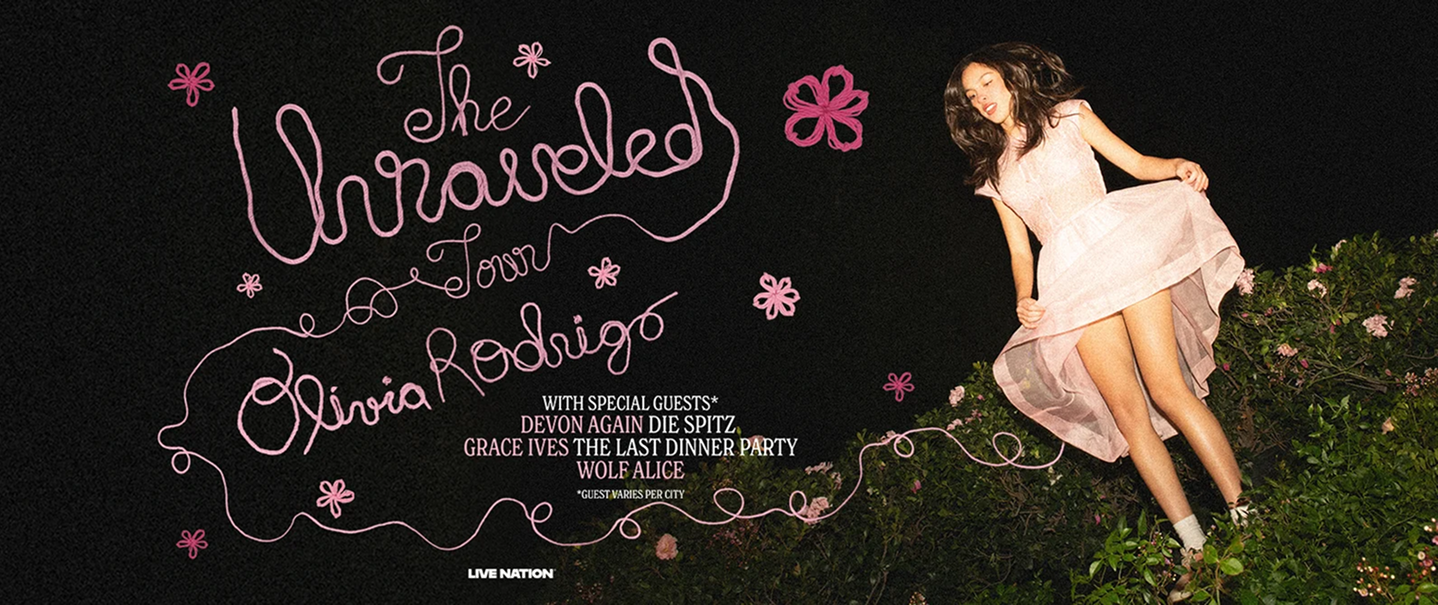 The
Unraveled
Tour
Olivia Rodrigo
WITH SPECIAL GUESTS*
DEVON AGAIN DIE SPITZ
GRACE IVES THE LAST DINNER PARTY
WOLF ALICE
*GUEST VARIES PER CITY
LIVE NATION